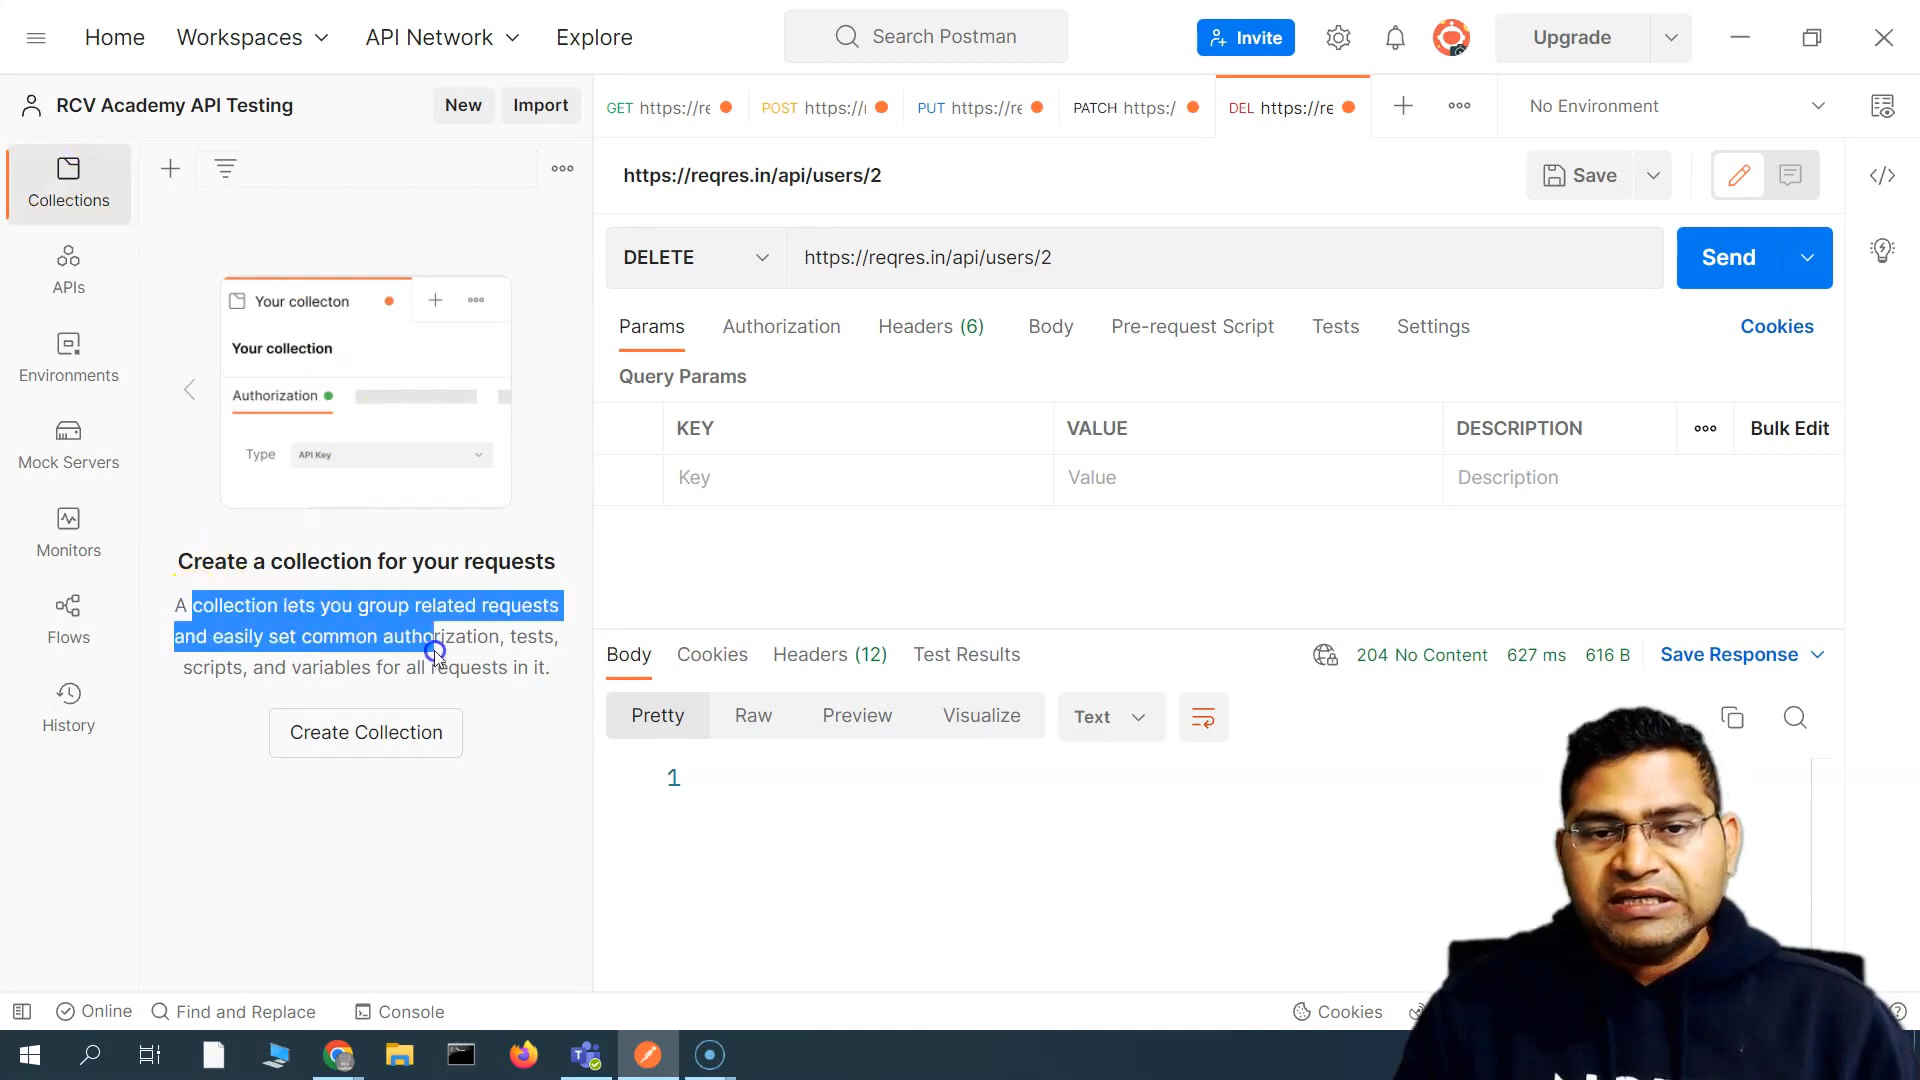 Home Workspaces API Network Explore Search Postman Invite Upgrade
RCV Academy API Testing New Import
GET https://re POST https:// PUT https://re PATCH https:/ DEL https://re No Environment
Collections
https://reqres.in/api/users/2 Save
DELETE https://reqres.in/api/users/2 Send
APIs
Your collecton
Your collection
Authorization
Type API Key
Params Authorization Headers (6) Body Pre-request Script Tests Settings Cookies
Environments
Query Params
KEY VALUE DESCRIPTION Bulk Edit
Key Value Description
Mock Servers
Monitors
Create a collection for your requests
A collection lets you group related requests
and easily set common authorization, tests,
scripts, and variables for all requests in it.
Create Collection
Flows
History
Body Cookies Headers (12) Test Results 204 No Content 627 ms 616 B Save Response
Pretty Raw Preview Visualize Text
1
Online Find and Replace Console Cookies